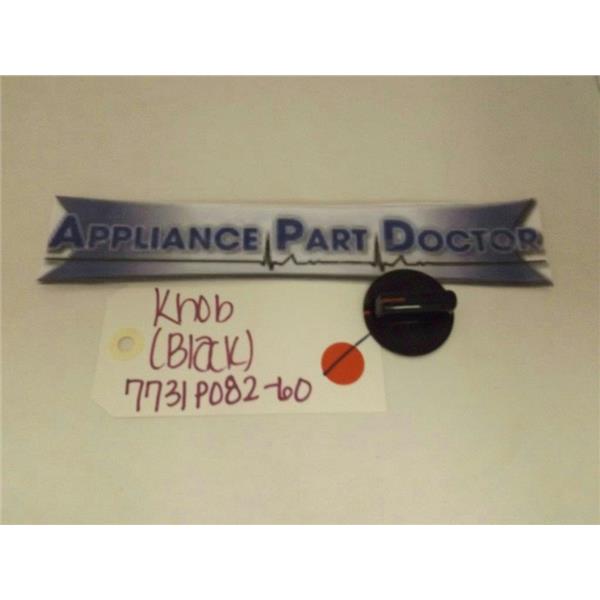 APPLIANCE PART DOCTOR
Knob
(Black)
7731P082-60